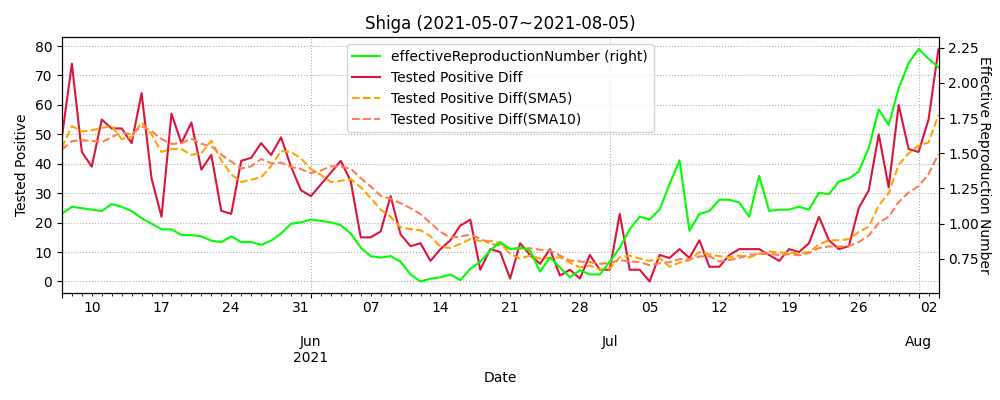 Shiga (2021-05-07~2021-08-05)
effectiveReproductionNumber (right)
Tested Positive Diff
Tested Positive Diff(SMA5)
Tested Positive Diff(SMA10)
Tested Positive
80
70
60
50
40
30
20
10
0
2.25
2.00
1.75
1.50
1.25
1.00
0.75
Effective Reproduction Number
10 17 24 31 07 14 21 28 05 12 19 26 02
Jun Jul Aug
2021
Date